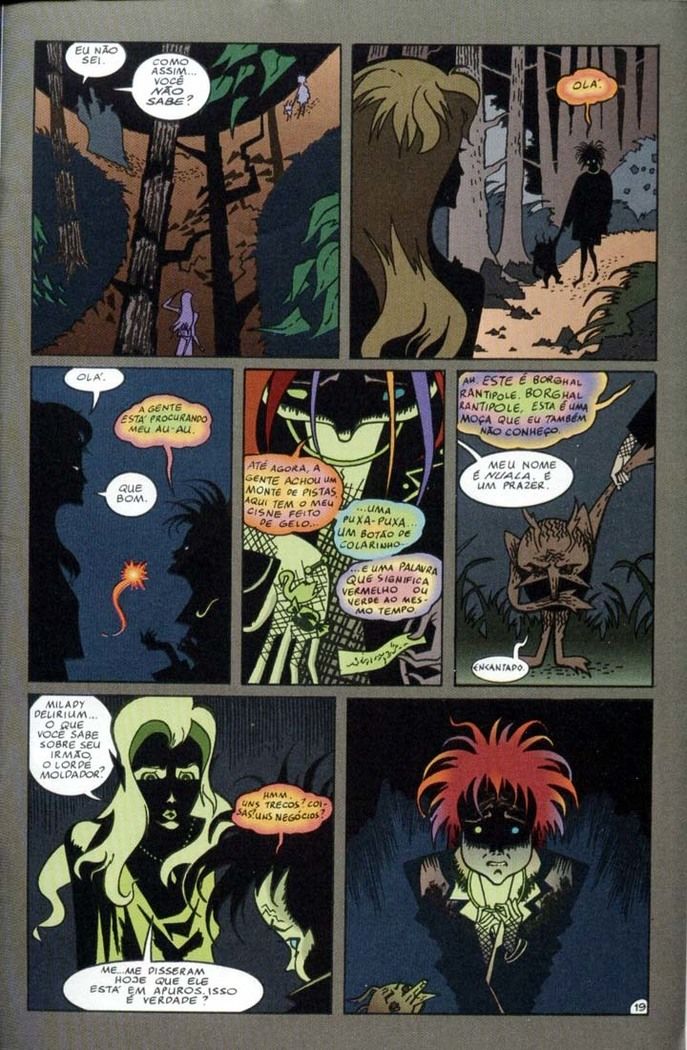 EU NÃO
SEI.
COMO
ASSIM...
VOCÊ
NÃO
SABE?
OLÁ.
OLÁ.
A GENTE
ESTÁ PROCURANDO
MEU AU-AU.
QUE
BOM.
ATÉ AGORA, A
GENTE ACHOU UM
MONTE DE PISTAS.
AQUI TEM O MEU
CISNE FEITO
DE GELO...
...UMA
PUXA-PUXA...
UM BOTÃO DE
COLARINHO--
...E UMA PALAVRA
QUE SIGNIFICA
VERMELHO OU
VERDE AO MES-
MO TEMPO.
AH. ESTE É BORGHAL
RANTIPOLE. BORGHAL
RANTIPOLE, ESTA É UMA
MOÇA QUE EU TAMBÉM
NÃO CONHEÇO.
MEU NOME
É NUALA. É
UM PRAZER.
ENCANTADO.
MILADY
DELIRIUM...
O QUE
VOCÊ SABE
SOBRE SEU
IRMÃO,
O LORDE
MOLDADOR?
HMM.
UNS TRECOS? COI-
SAS? UNS NEGÓCIOS?
ME...ME DISSERAM
HOJE QUE ELE
ESTÁ EM APUROS. ISSO
É VERDADE?
19